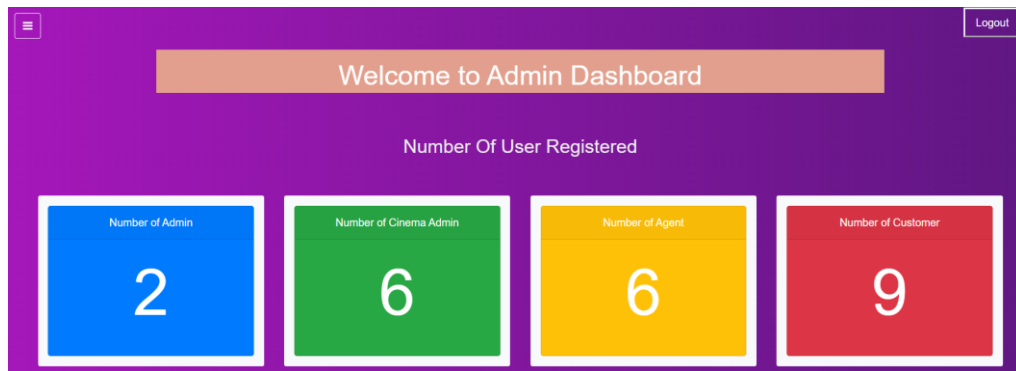 Logout
Welcome to Admin Dashboard
Number Of User Registered
Number of Admin
2
Number of Cinema Admin
6
Number of Agent
6
Number of Customer
9